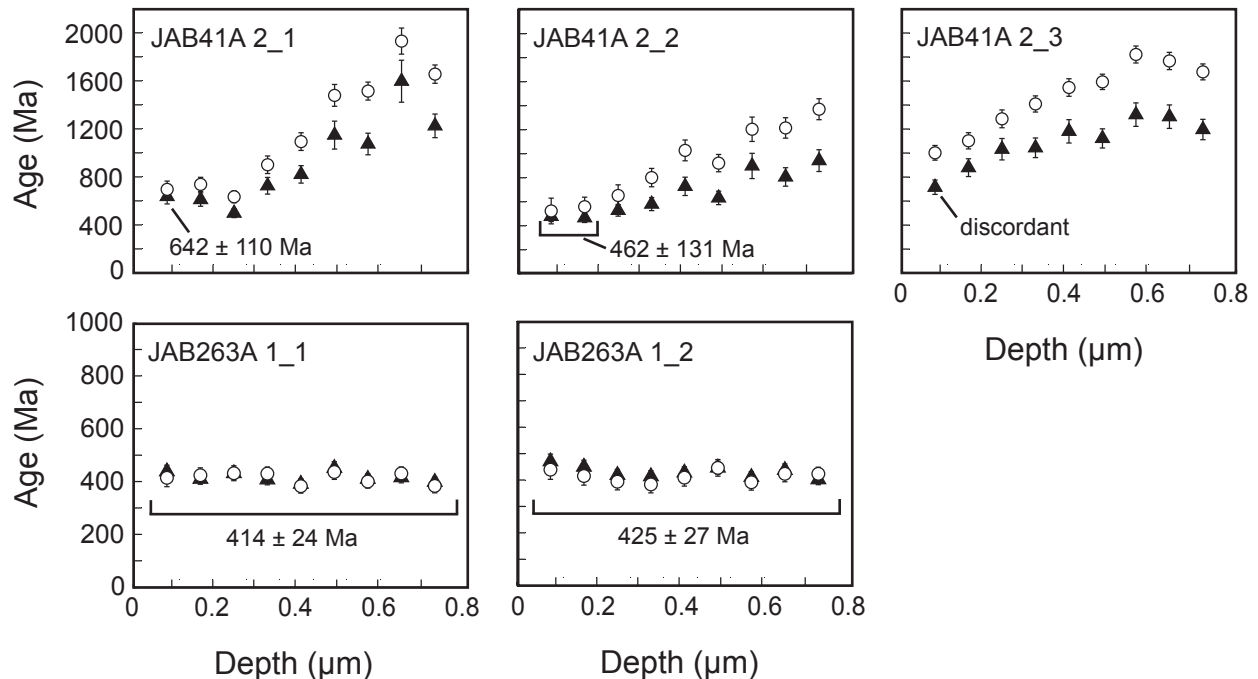 JAB41A 2_1
JAB41A 2_2
JAB41A 2_3
Age (Ma)
2000
1600
1200
800
400
0
642 ± 110 Ma
462 ± 131 Ma
discordant
0 0.2 0.4 0.6 0.8
Depth (µm)
JAB263A 1_1
JAB263A 1_2
Age (Ma)
1000
800
600
400
200
0
414 ± 24 Ma
425 ± 27 Ma
0 0.2 0.4 0.6 0.8
0 0.2 0.4 0.6 0.8
Depth (µm)
Depth (µm)